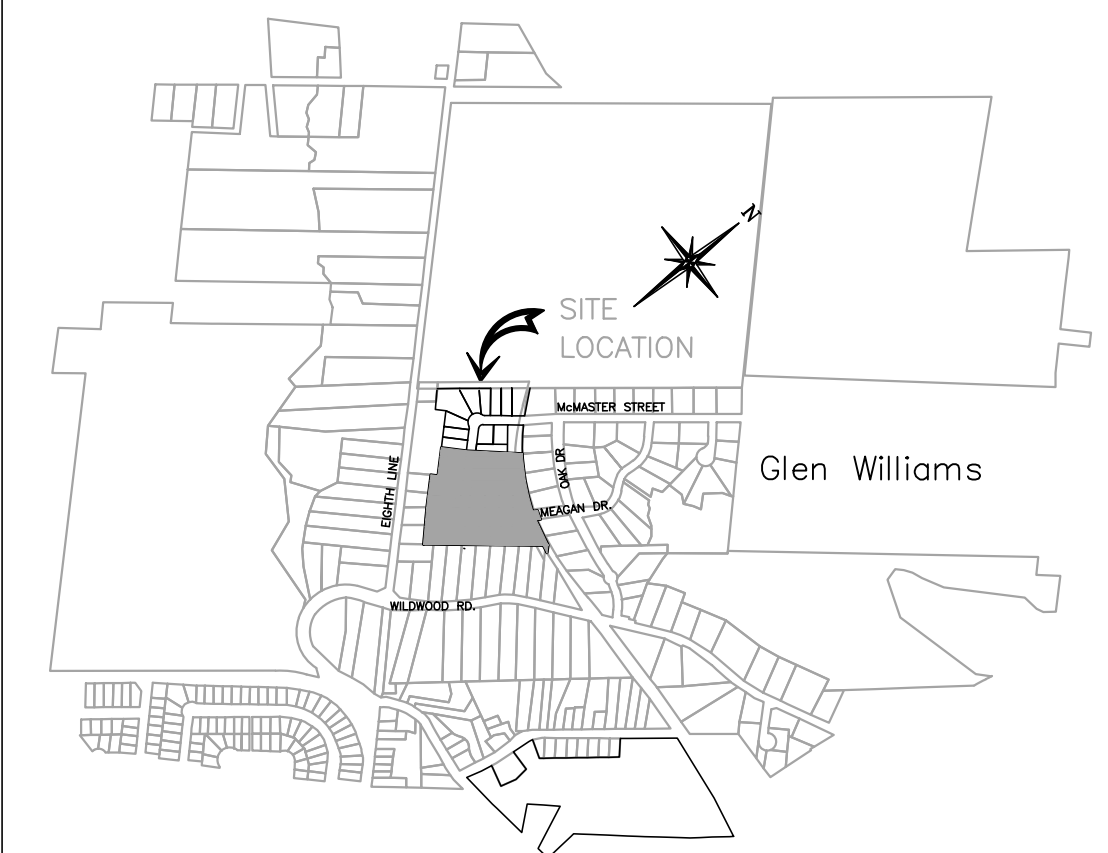 N
SITE
LOCATION
McMASTER STREET
OAK DR
Glen Williams
EIGHTH LINE
MEAGAN DR.
WILDWOOD RD.